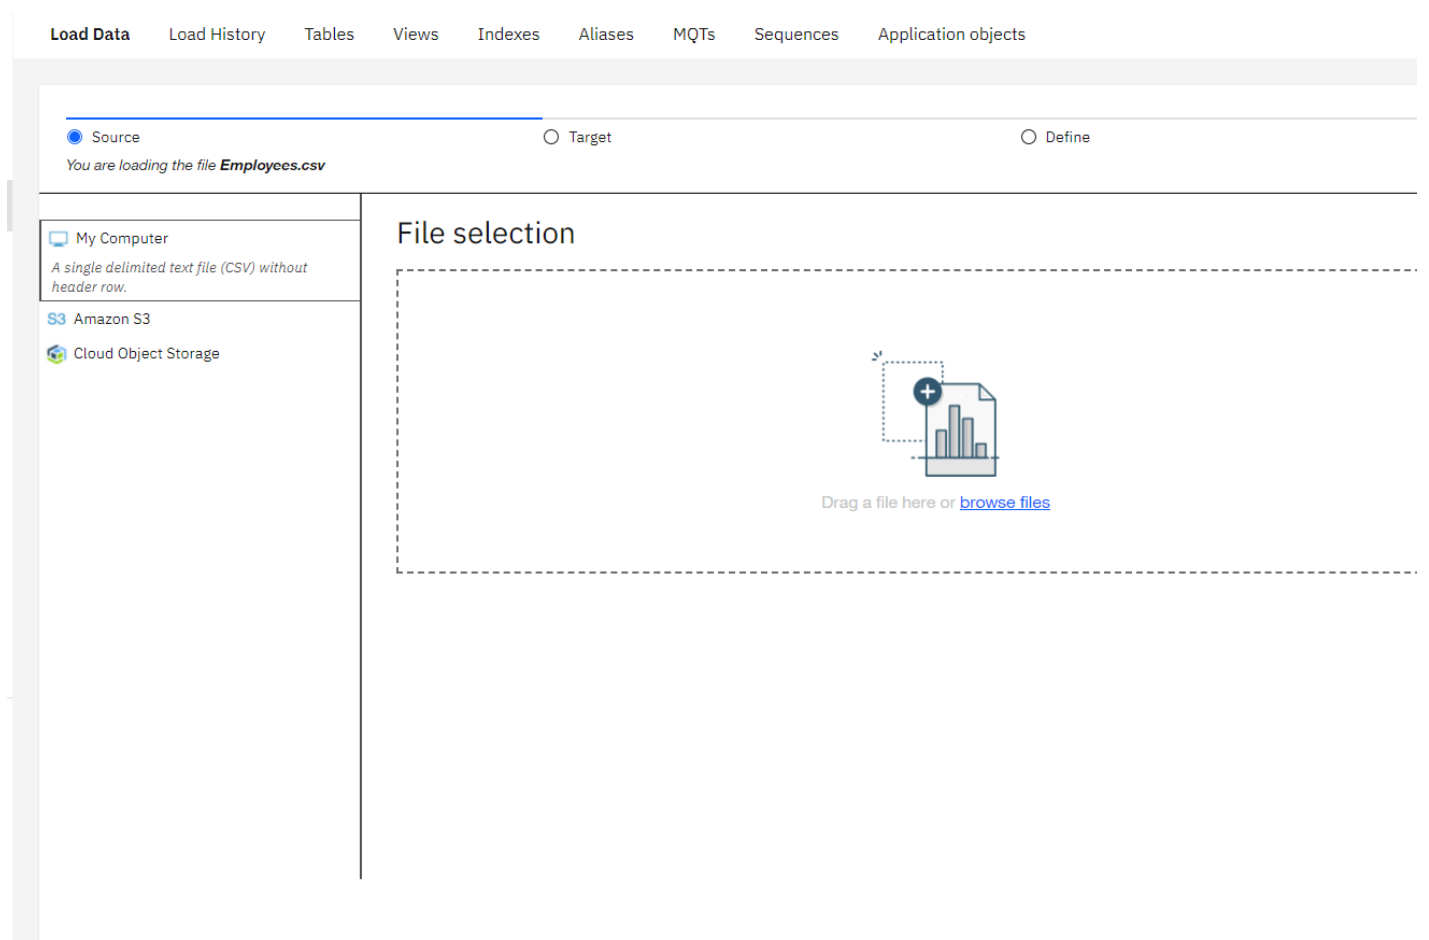 Load Data Load History Tables Views Indexes Aliases MQTs Sequences Application objects
Source Target Define
You are loading the file Employees.csv
My Computer
A single delimited text file (CSV) without
header row.
S3 Amazon S3
Cloud Object Storage
File selection
Drag a file here or browse files